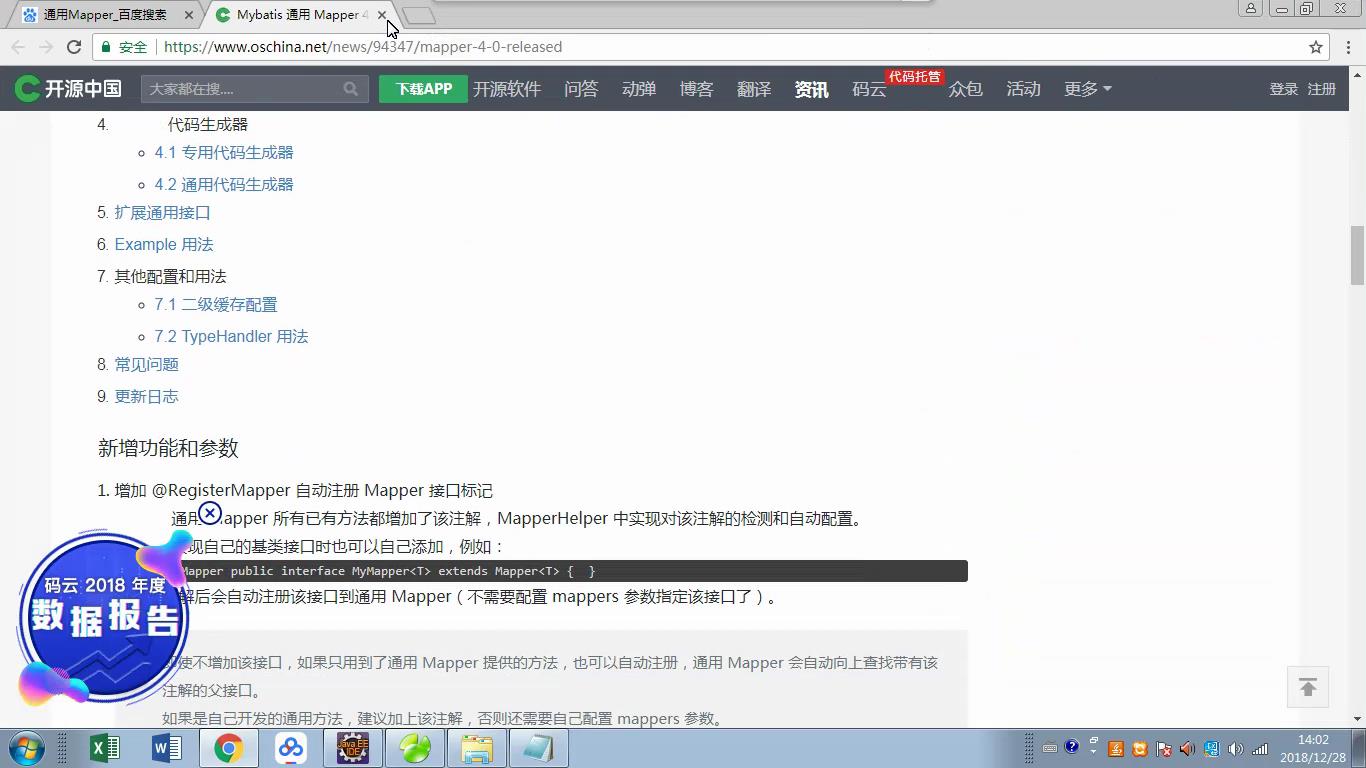 通用Mapper_百度搜索
Mybatis 通用 Mapper 4
安全
https://www.oschina.net/news/94347/mapper-4-0-released
开源中国
大家都在搜....
下载APP
开源软件
问答
动弹
博客
翻译
资讯
码云
代码托管
众包
活动
更多
登录
注册
4. 代码生成器
4.1 专用代码生成器
4.2 通用代码生成器
5. 扩展通用接口
6. Example 用法
7. 其他配置和用法
7.1 二级缓存配置
7.2 TypeHandler 用法
8. 常见问题
9. 更新日志
新增功能和参数
1. 增加 @RegisterMapper 自动注册 Mapper 接口标记
通用 Mapper 所有已有方法都增加了该注解，MapperHelper 中实现对该注解的检测和自动配置。
现自己的基类接口时也可以自己添加，例如：
Mapper public interface MyMapper<T> extends Mapper<T> { }
解后会自动注册该接口到通用 Mapper（不需要配置 mappers 参数指定该接口了）。
使不增加该接口，如果只用到了通用 Mapper 提供的方法，也可以自动注册，通用 Mapper 会自动向上查找带有该
注解的父接口。
如果是自己开发的通用方法，建议加上该注解，否则还需要自己配置 mappers 参数。
码云 2018 年度
数据报告
Java EE
IDE
14:02
2018/12/28